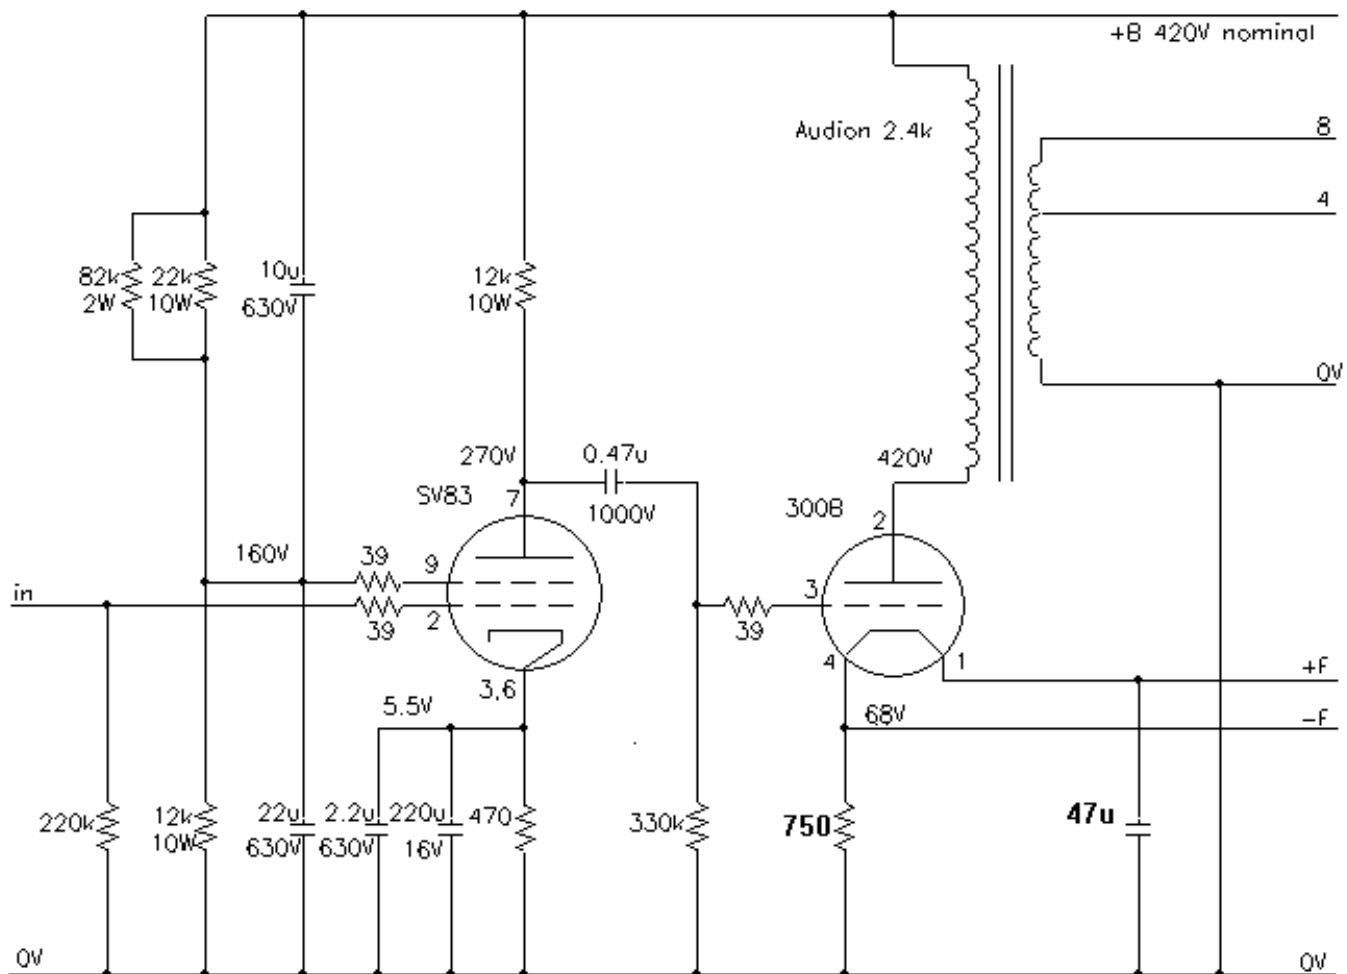 +B 420V nominal
Audion 2.4k
8
4
82k
2W
22k
10W
10u
630V
12k
10W
0V
270V
0.47u
1000V
420V
SV83
7
300B
2
160V
39
9
in
39
2
3
39
4
1
3,6
+F
5.5V
68V
-F
220k
12k
10W
22u
630V
2.2u
630V
220u
16V
470
330k
750
47u
0V
0V